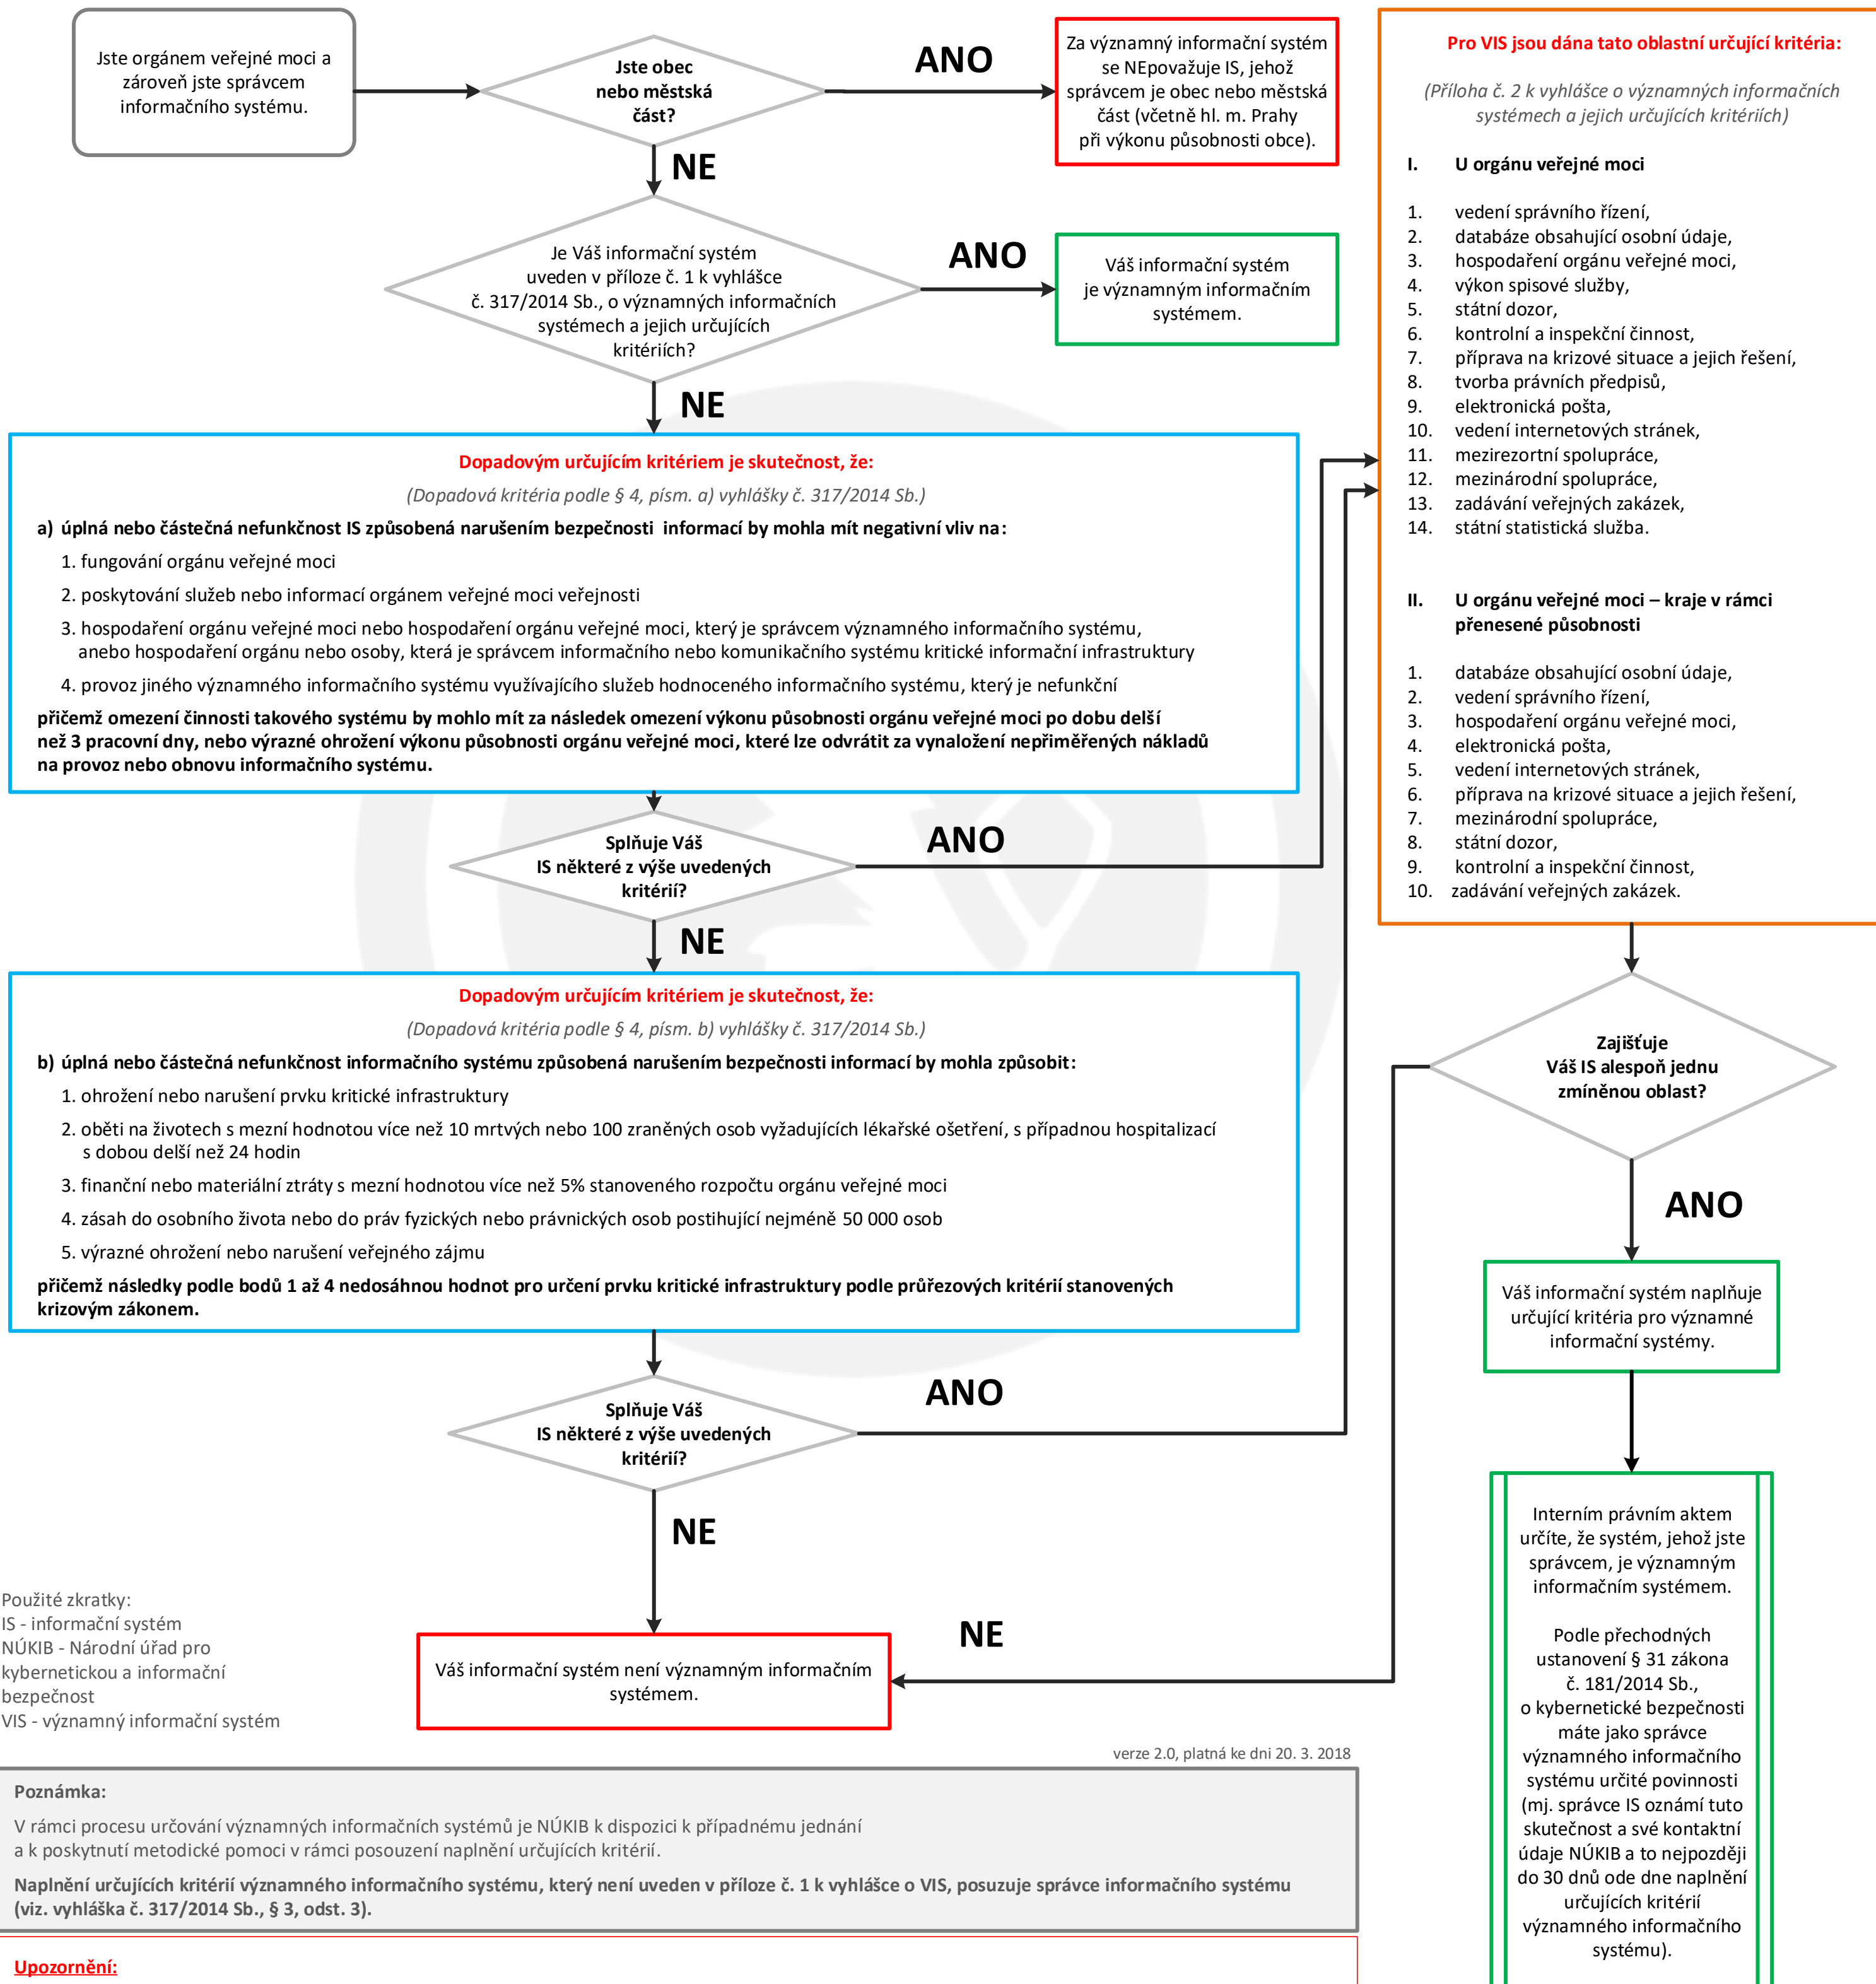 Jste orgánem veřejné moci a
zároveň jste správcem
informačního systému.
Jste obec
nebo městská
část?
ANO
Za významný informační systém
se NEpovažuje IS, jehož
správcem je obec nebo městská
část (včetně hl. m. Prahy
při výkonu působnosti obce).
NE
Je Váš informační systém
uveden v příloze č. 1 k vyhlášce
č. 317/2014 Sb., o významných informačních
systémech a jejich určujících
kritériích?
ANO
Váš informační systém
je významným informačním
systémem.
NE
Dopadovým určujícím kritériem je skutečnost, že:
(Dopadová kritéria podle § 4, písm. a) vyhlášky č. 317/2014 Sb.)
a) úplná nebo částečná nefunkčnost IS způsobená narušením bezpečnosti informací by mohla mít negativní vliv na:
1. fungování orgánu veřejné moci
2. poskytování služeb nebo informací orgánem veřejné moci veřejnosti
3. hospodaření orgánu veřejné moci nebo hospodaření orgánu veřejné moci, který je správcem významného informačního systému,
anebo hospodaření orgánu nebo osoby, která je správcem informačního nebo komunikačního systému kritické informační infrastruktury
4. provoz jiného významného informačního systému využívajícího služeb hodnoceného informačního systému, který je nefunkční
přičemž omezení činnosti takového systému by mohlo mít za následek omezení výkonu působnosti orgánu veřejné moci po dobu delší
než 3 pracovní dny, nebo výrazné ohrožení výkonu působnosti orgánu veřejné moci, které lze odvrátit za vynaložení nepřiměřených nákladů
na provoz nebo obnovu informačního systému.
Splňuje Váš
IS některé z výše uvedených
kritérií?
ANO
NE
Dopadovým určujícím kritériem je skutečnost, že:
(Dopadová kritéria podle § 4, písm. b) vyhlášky č. 317/2014 Sb.)
b) úplná nebo částečná nefunkčnost informačního systému způsobená narušením bezpečnosti informací by mohla způsobit:
1. ohrožení nebo narušení prvku kritické infrastruktury
2. oběti na životech s mezní hodnotou více než 10 mrtvých nebo 100 zraněných osob vyžadujících lékařské ošetření, s případnou hospitalizací
s dobou delší než 24 hodin
3. finanční nebo materiální ztráty s mezní hodnotou více než 5% stanoveného rozpočtu orgánu veřejné moci
4. zásah do osobního života nebo do práv fyzických nebo právnických osob postihující nejméně 50 000 osob
5. výrazné ohrožení nebo narušení veřejného zájmu
přičemž následky podle bodů 1 až 4 nedosáhnou hodnot pro určení prvku kritické infrastruktury podle průřezových kritérií stanovených
krizovým zákonem.
Splňuje Váš
IS některé z výše uvedených
kritérií?
ANO
NE
Váš informační systém není významným informačním
systémem.
NE
Pro VIS jsou dána tato oblastní určující kritéria:
(Příloha č. 2 k vyhlášce o významných informačních
systémech a jejich určujících kritériích)
I. U orgánu veřejné moci
1. vedení správního řízení,
2. databáze obsahující osobní údaje,
3. hospodaření orgánu veřejné moci,
4. výkon spisové služby,
5. státní dozor,
6. kontrolní a inspekční činnost,
7. příprava na krizové situace a jejich řešení,
8. tvorba právních předpisů,
9. elektronická pošta,
10. vedení internetových stránek,
11. mezirezortní spolupráce,
12. mezinárodní spolupráce,
13. zadávání veřejných zakázek,
14. státní statistická služba.
II. U orgánu veřejné moci – kraje v rámci
přenesené působnosti
1. databáze obsahující osobní údaje,
2. vedení správního řízení,
3. hospodaření orgánu veřejné moci,
4. elektronická pošta,
5. vedení internetových stránek,
6. příprava na krizové situace a jejich řešení,
7. mezinárodní spolupráce,
8. státní dozor,
9. kontrolní a inspekční činnost,
10. zadávání veřejných zakázek.
Zajišťuje
Váš IS alespoň jednu
zmíněnou oblast?
ANO
Váš informační systém naplňuje
určující kritéria pro významné
informační systémy.
Interním právním aktem
určíte, že systém, jehož jste
správcem, je významným
informačním systémem.
Podle přechodných
ustanovení § 31 zákona
č. 181/2014 Sb.,
o kybernetické bezpečnosti
máte jako správce
významného informačního
systému určité povinnosti
(mj. správce IS oznámí tuto
skutečnost a své kontaktní
údaje NÚKIB a to nejpozději
do 30 dnů ode dne naplnění
určujících kritérií
významného informačního
systému).
Použité zkratky:
IS - informační systém
NÚKIB - Národní úřad pro
kybernetickou a informační
bezpečnost
VIS - významný informační systém
verze 2.0, platná ke dni 20. 3. 2018
Poznámka:
V rámci procesu určování významných informačních systémů je NÚKIB k dispozici k případnému jednání
a k poskytnutí metodické pomoci v rámci posouzení naplnění určujících kritérií.
Naplnění určujících kritérií významného informačního systému, který není uveden v příloze č. 1 k vyhlášce o VIS, posuzuje správce informačního systému
(viz. vyhláška č. 317/2014 Sb., § 3, odst. 3).
Upozornění: